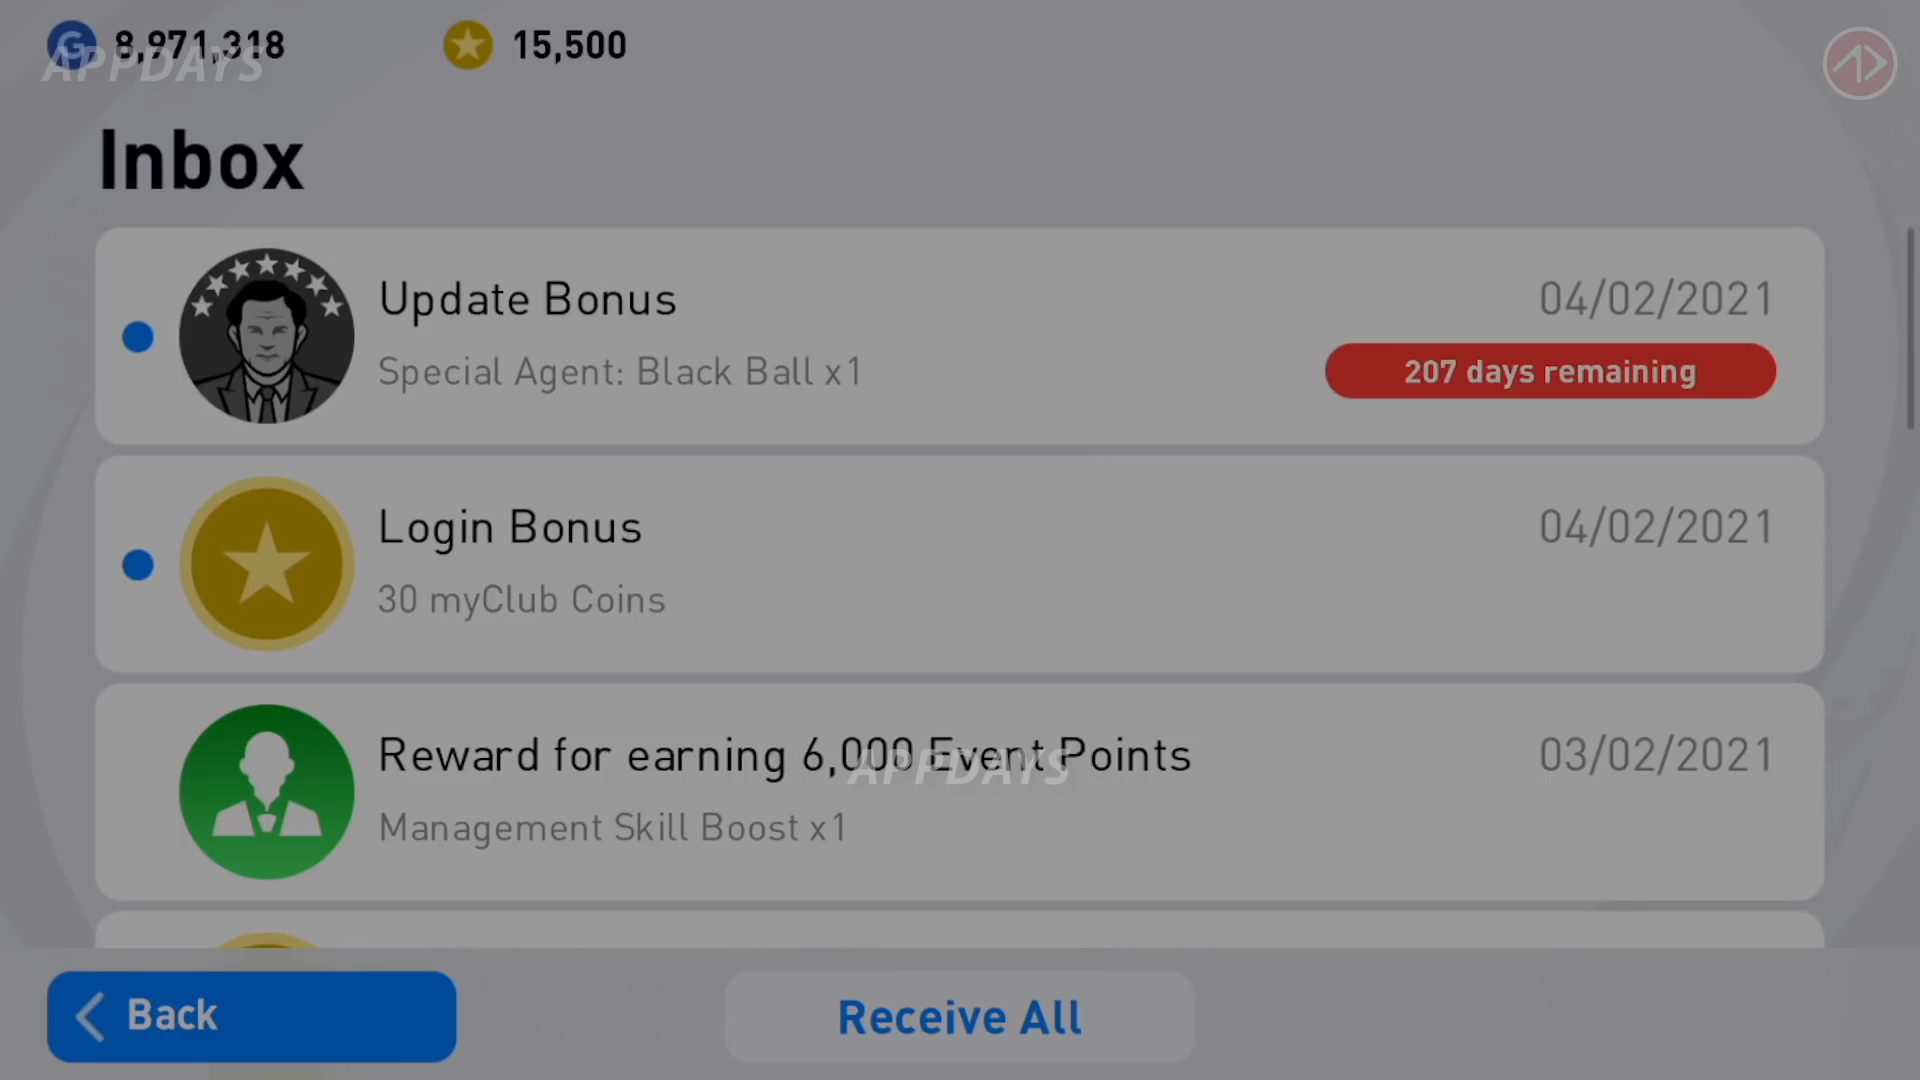 G 8,971,318 15,500
APPDAYS
Inbox
Update Bonus 04/02/2021
Special Agent: Black Ball x1 207 days remaining
Login Bonus 04/02/2021
30 myClub Coins
Reward for earning 6,000 Event Points 03/02/2021
APPDAYS
Management Skill Boost x1
Back Receive All